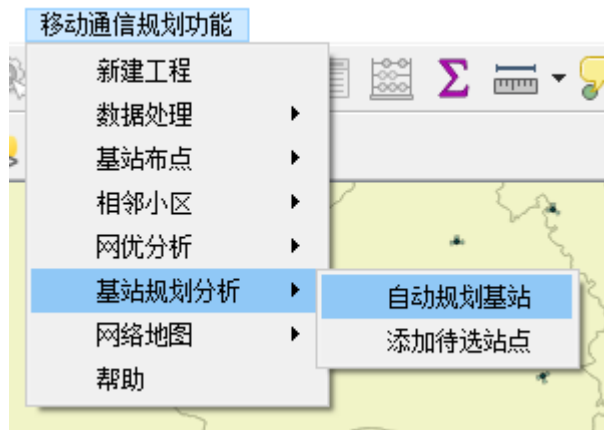 移动通信规划功能
新建工程
数据处理
基站布点
相邻小区
网优分析
基站规划分析
自动规划基站
网络地图
添加待选站点
帮助